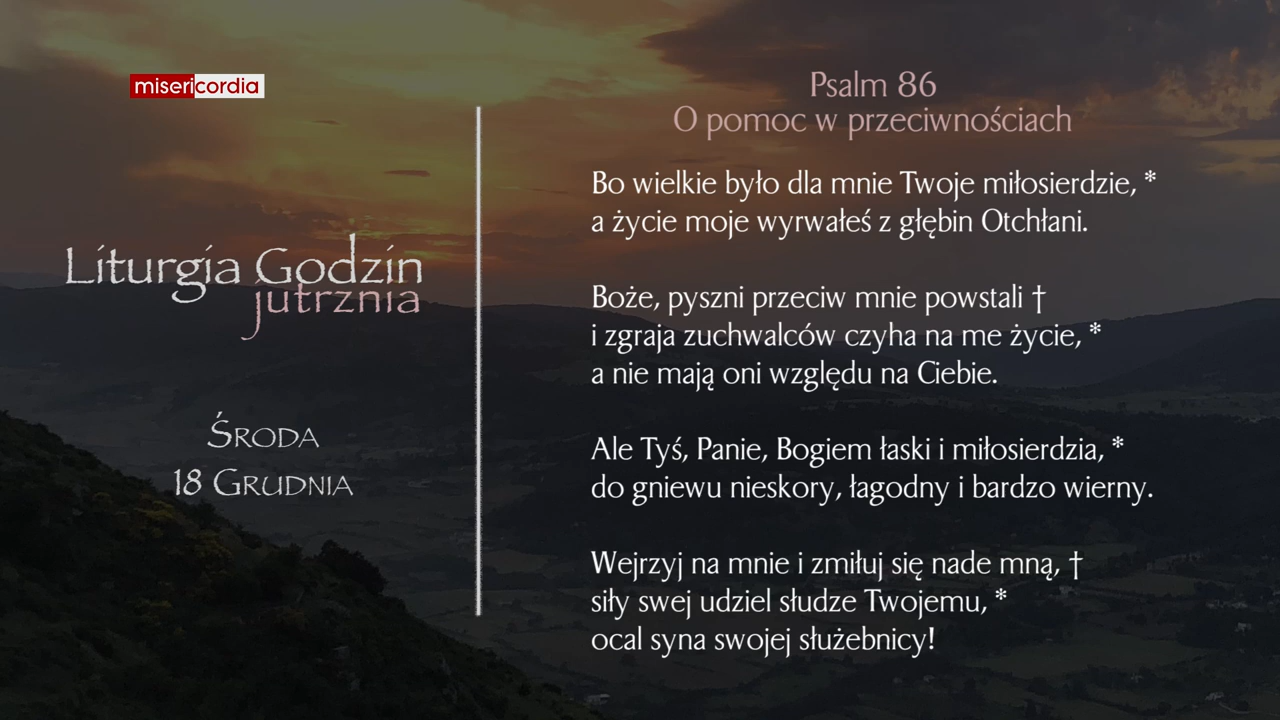 misericordia
Liturgia Godzin
jutrznia
Środa
18 Grudnia
Psalm 86
O pomoc w przeciwnościach
Bo wielkie było dla mnie Twoje miłosierdzie, *
a życie moje wyrwałeś z głębin Otchłani.
Boże, pyszni przeciw mnie powstali †
i zgraja zuchwalców czyha na me życie, *
a nie mają oni względu na Ciebie.
Ale Tyś, Panie, Bogiem łaski i miłosierdzia, *
do gniewu nieskory, łagodny i bardzo wierny.
Wejrzyj na mnie i zmiłuj się nade mną, †
siły swej udziel słudze Twojemu, *
ocal syna swojej służebnicy!